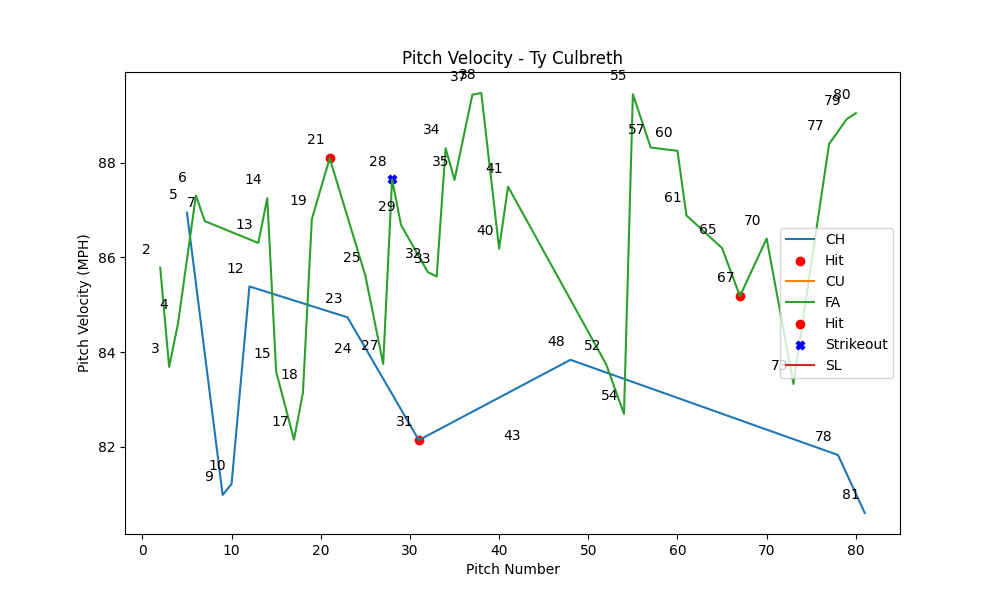 Pitch Velocity - Ty Culbreth
37 38
55
80
79
34
77
57 60
21
28 35
14 41
6
5 70
19
7 29
13 40 65
61
2 12 25 32 33
67
4 23
3 15 24 27 48 52
18 73
17 31 54
10 43 78
9 81
88
86
84
82
Pitch Velocity (MPH)
CH
Hit
CU
FA
Hit
Strikeout
SL
0 10 20 30 40 50 60 70 80
Pitch Number